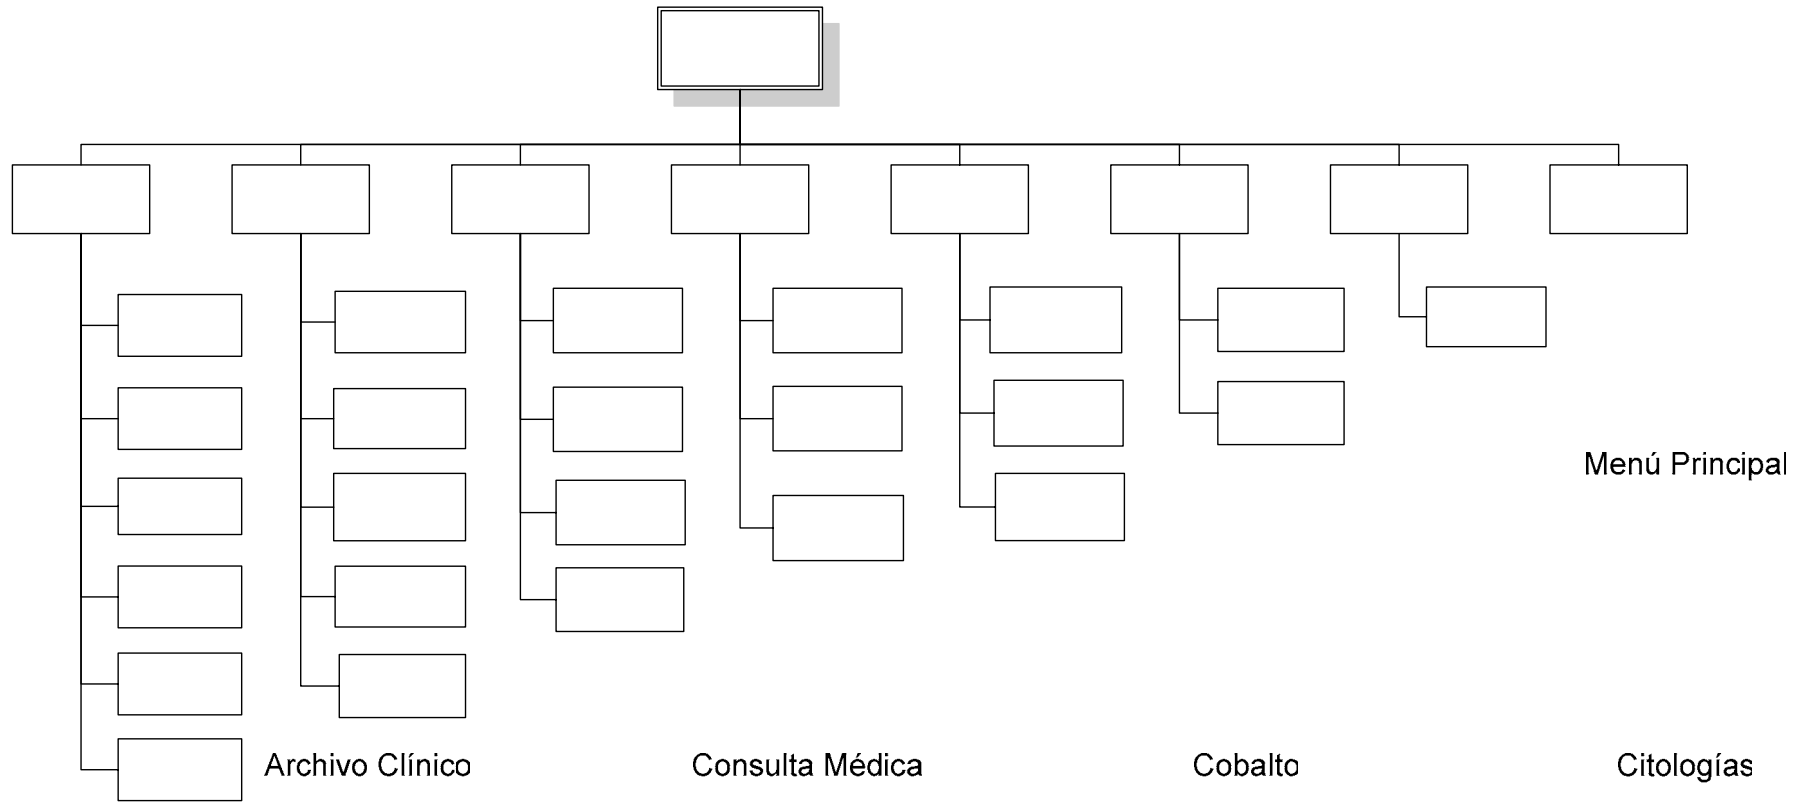 Menú Principal
Archivo Clínico
Consulta Médica
Cobalto
Citologías